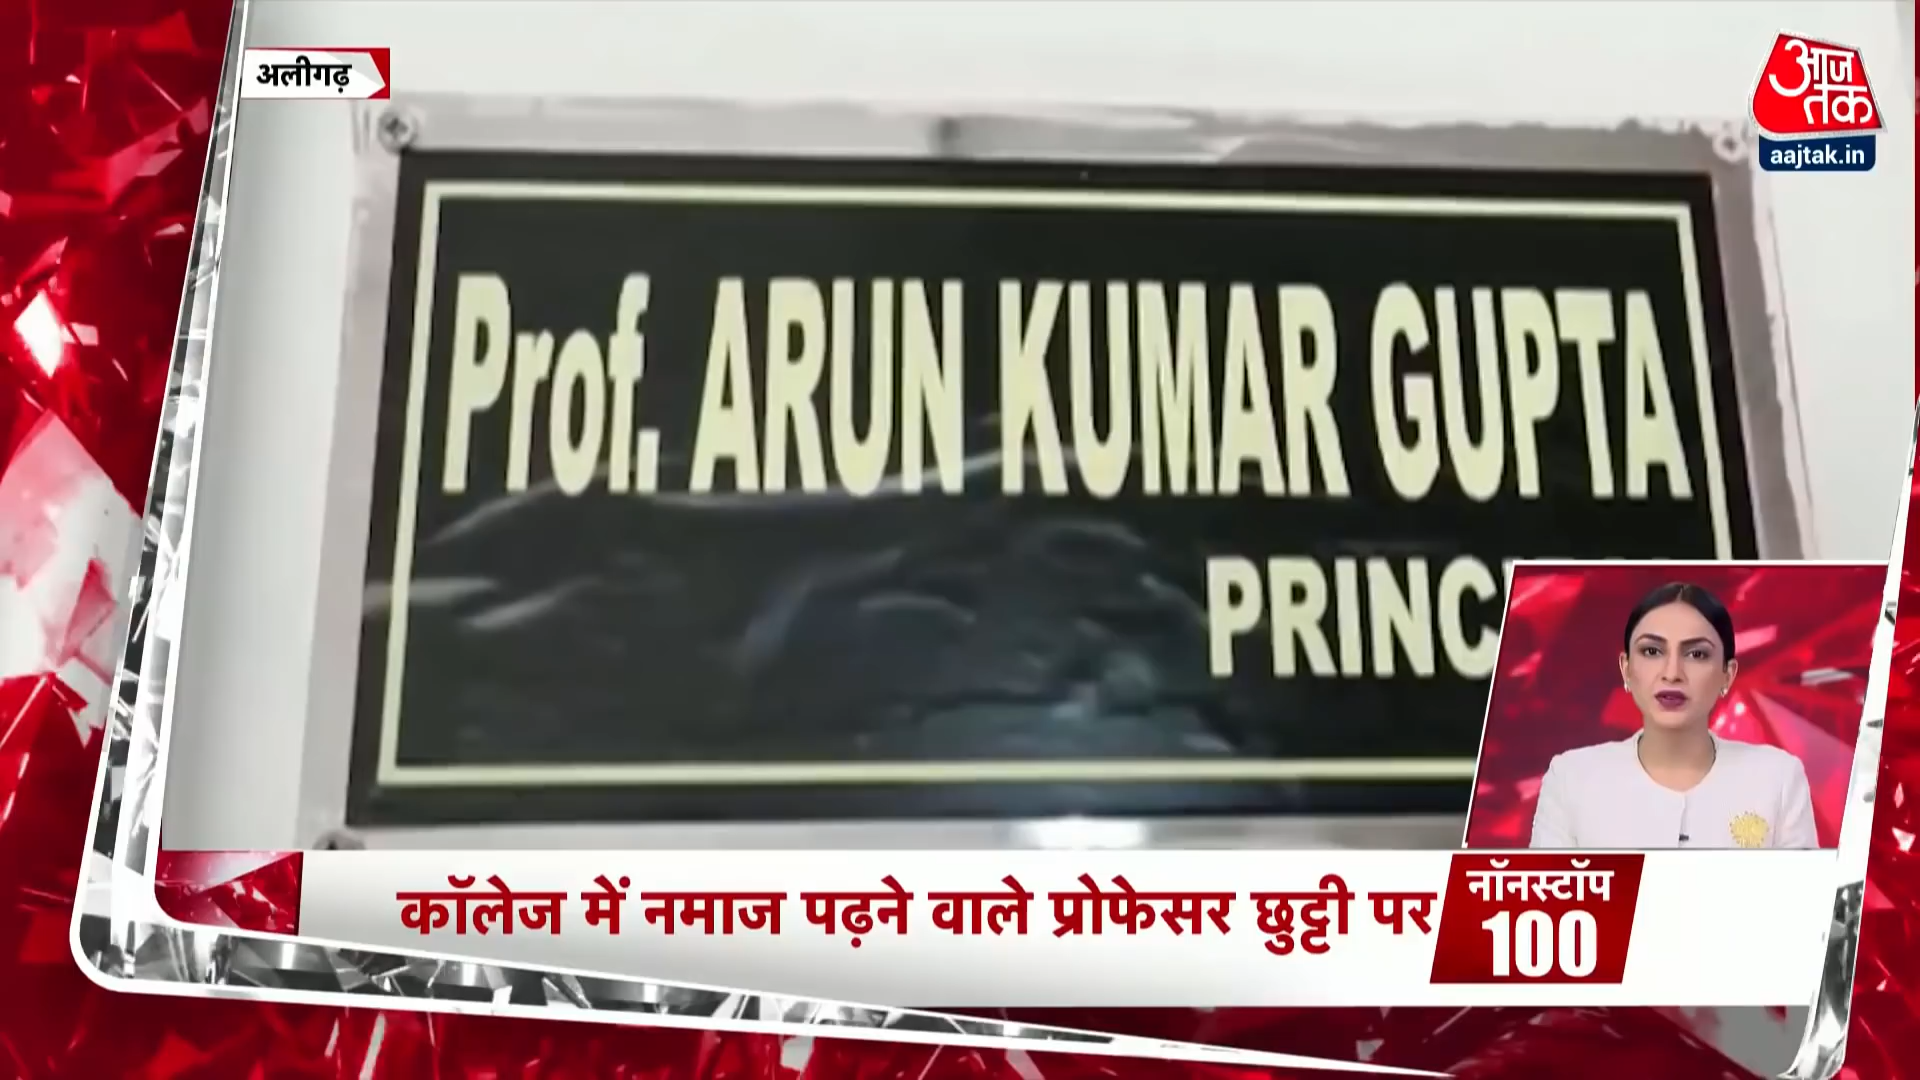 अलीगढ़
आज
तक
aajtak.in
Prof. ARUN KUMAR GUPTA
कॉलेज में नमाज पढ़ने वाले प्रोफेसर छुट्टी पर
नॉनस्टॉप
100